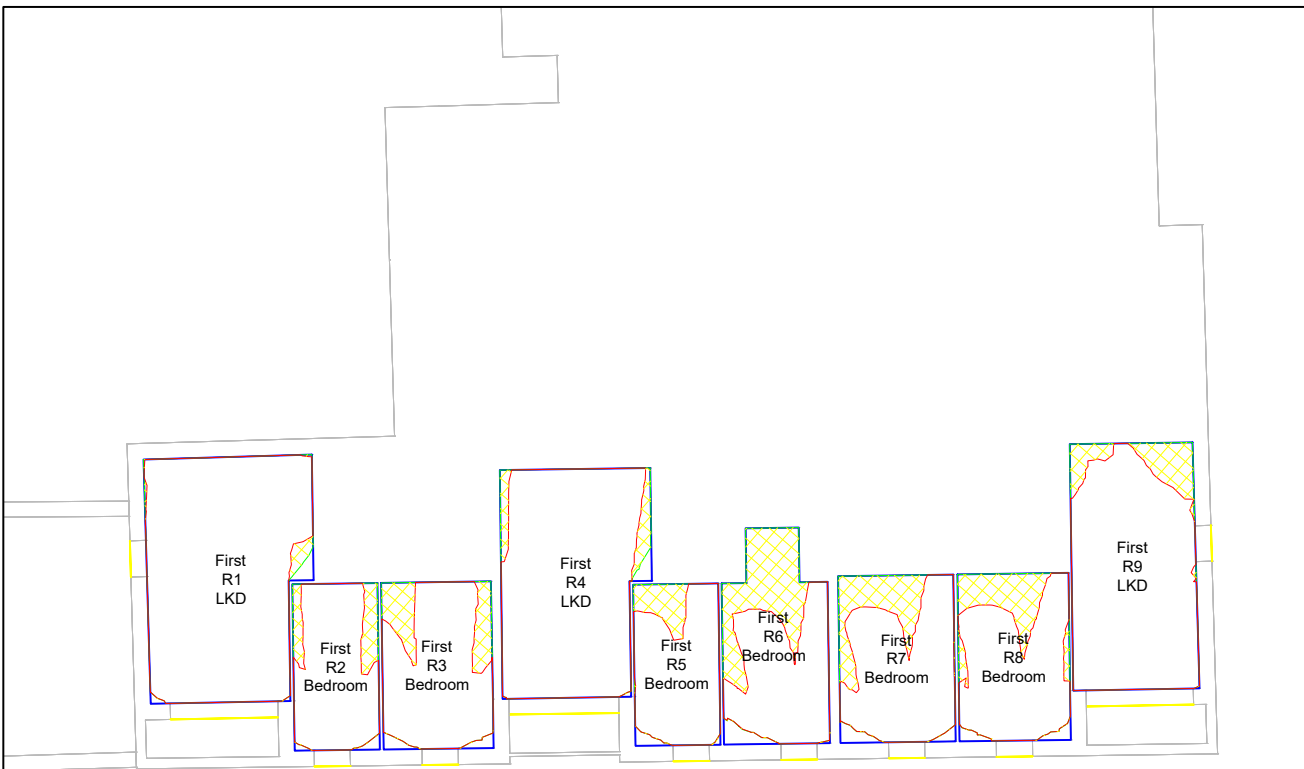 First
R1
LKD
First
R2
Bedroom
First
R3
Bedroom
First
R4
LKD
First
R5
Bedroom
First
R6
Bedroom
First
R7
Bedroom
First
R8
Bedroom
First
R9
LKD